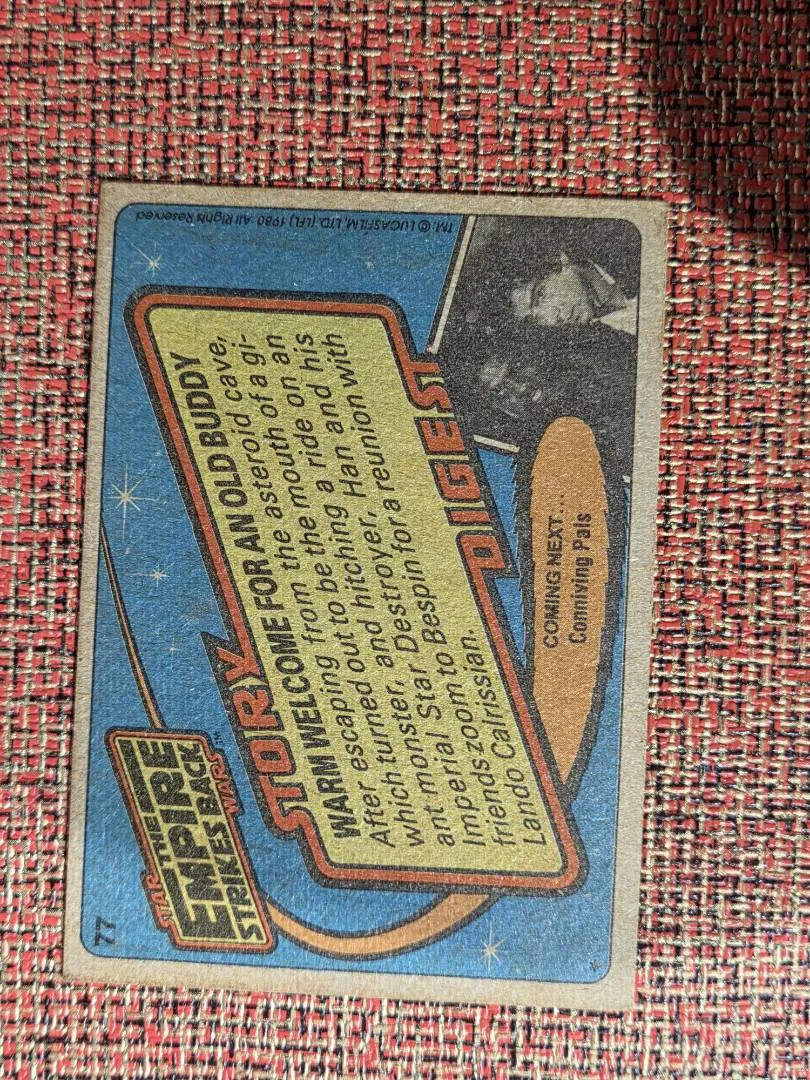 77
STAR
THE
EMPIRE
STRIKES BACK
WARS™
STORY
WARM WELCOME FOR AN OLD BUDDY
After escaping from the asteroid cave,
which turned out to be the mouth of a gi-
ant monster, and hitching a ride on an
Imperial Star Destroyer, Han and his
friends zoom to Bespin for a reunion with
Lando Calrissian.
DIGEST
COMING NEXT...
Conniving Pals
TM: © LUCASFILM, LTD. (LFL) 1980 All Rights Reserved
*